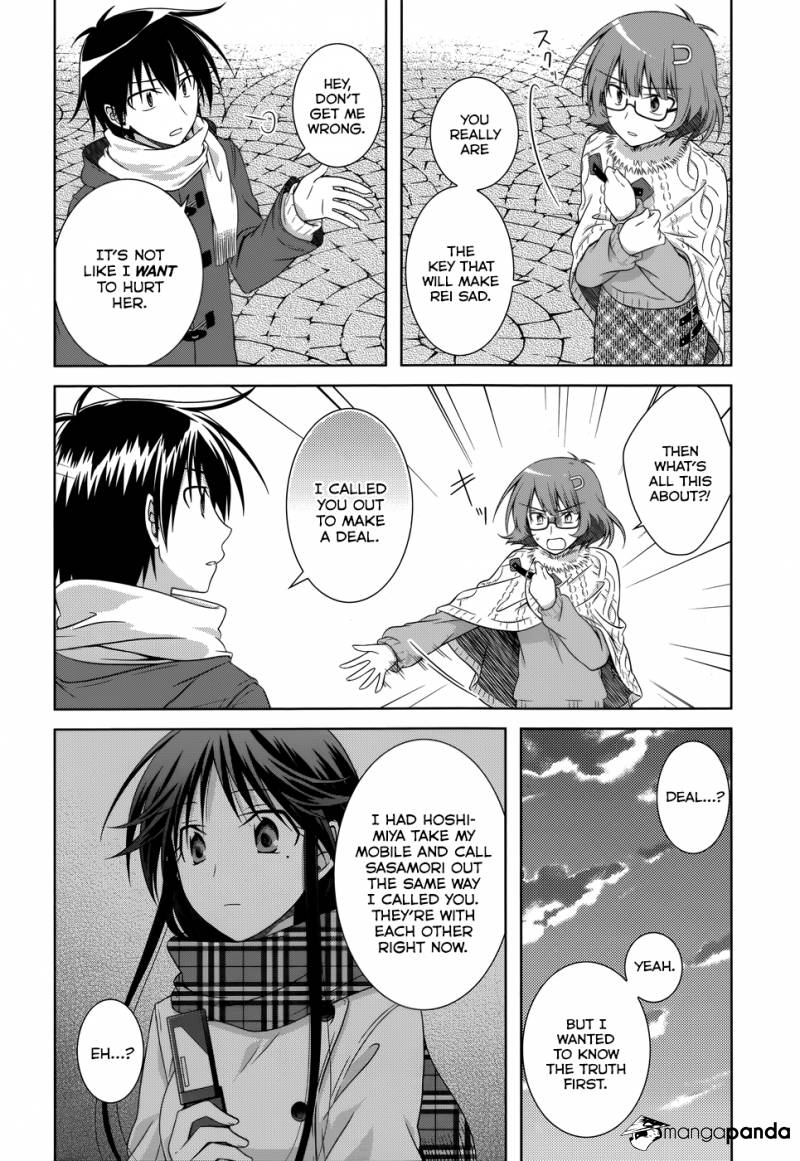 YOU
REALLY
ARE
スクッ
THE
KEY THAT
WILL MAKE
REI SAD.
HEY,
DON'T
GET ME
WRONG.
IT'S NOT
LIKE I WANT
TO HURT
HER.
THEN
WHAT'S
ALL THIS
ABOUT?!
I CALLED
YOU OUT
TO MAKE
A DEAL.
DEAL...?
YEAH.
BUT I
WANTED
TO KNOW
THE TRUTH
FIRST.
I HAD HOSHI-
MIYA TAKE MY
MOBILE AND CALL
SASAMORI OUT
THE SAME WAY
I CALLED YOU.
THEY'RE WITH
EACH OTHER
RIGHT NOW.
EH...?
mangapanda